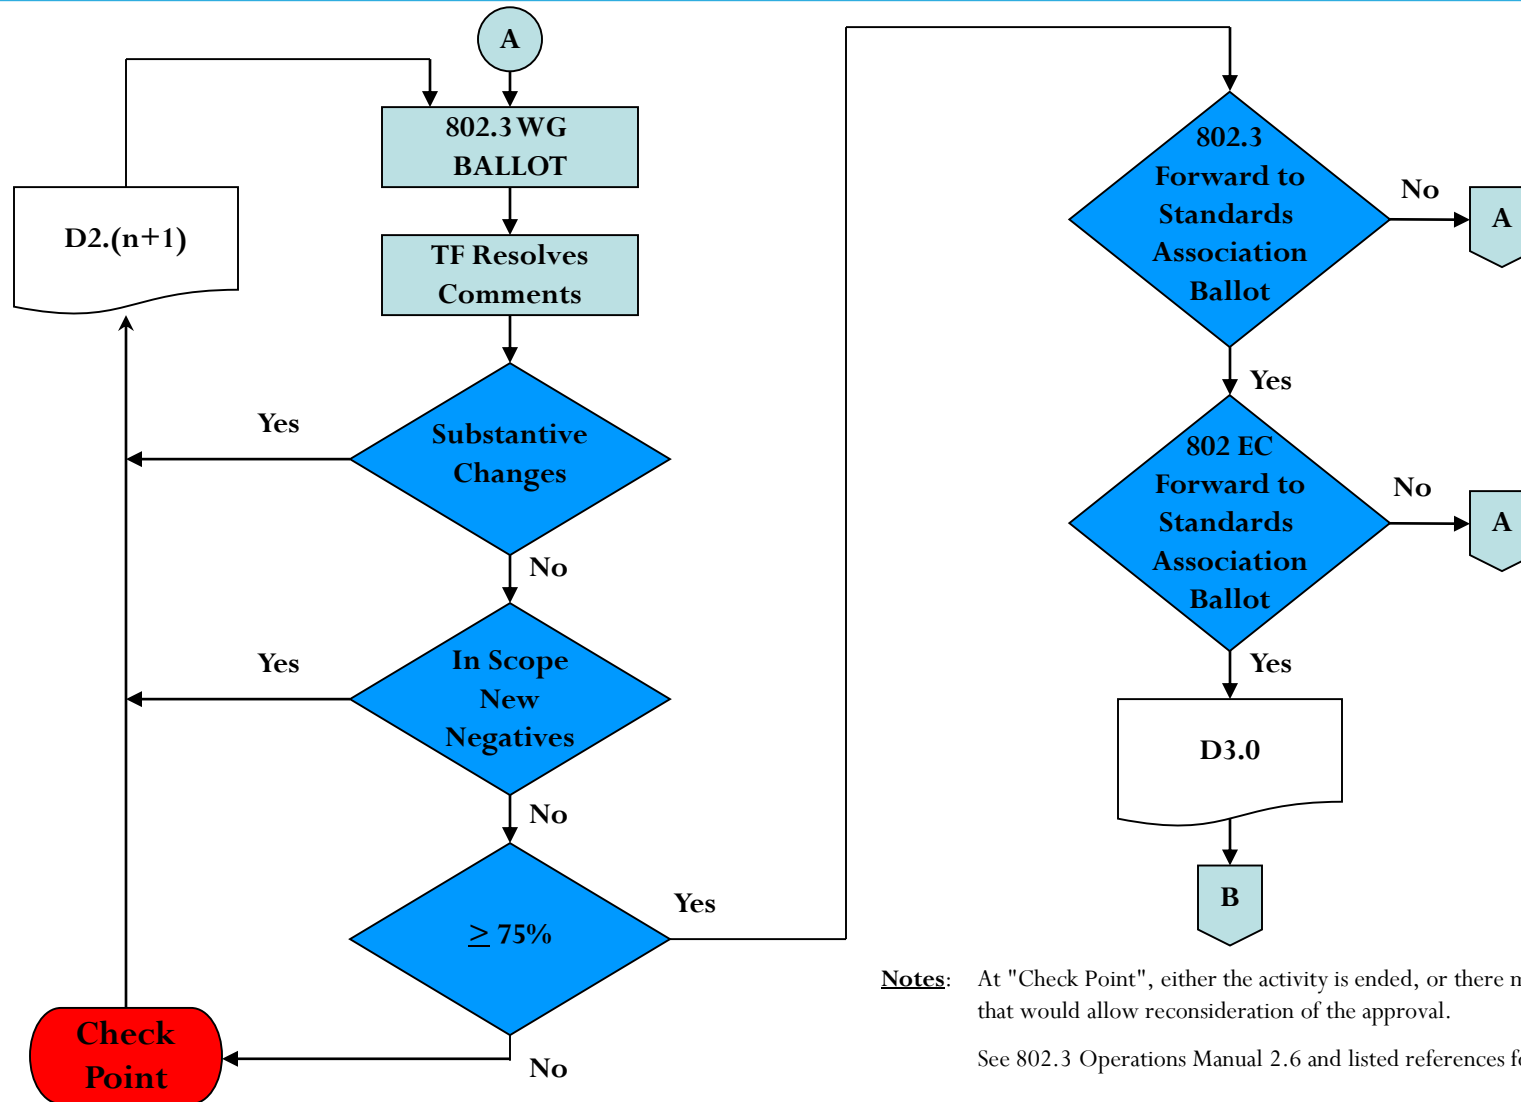 A
802.3 WG
BALLOT
D2.(n+1)
TF Resolves
Comments
Yes
Substantive
Changes
No
Yes
In Scope
New
Negatives
No
≥ 75%
Yes
No
Check
Point
802.3
Forward to
Standards
Association
Ballot
No
A
Yes
802 EC
Forward to
Standards
Association
Ballot
No
A
Yes
D3.0
B
Notes: At "Check Point", either the activity is ended, or there
that would allow reconsideration of the approval.
See 802.3 Operations Manual 2.6 and listed references